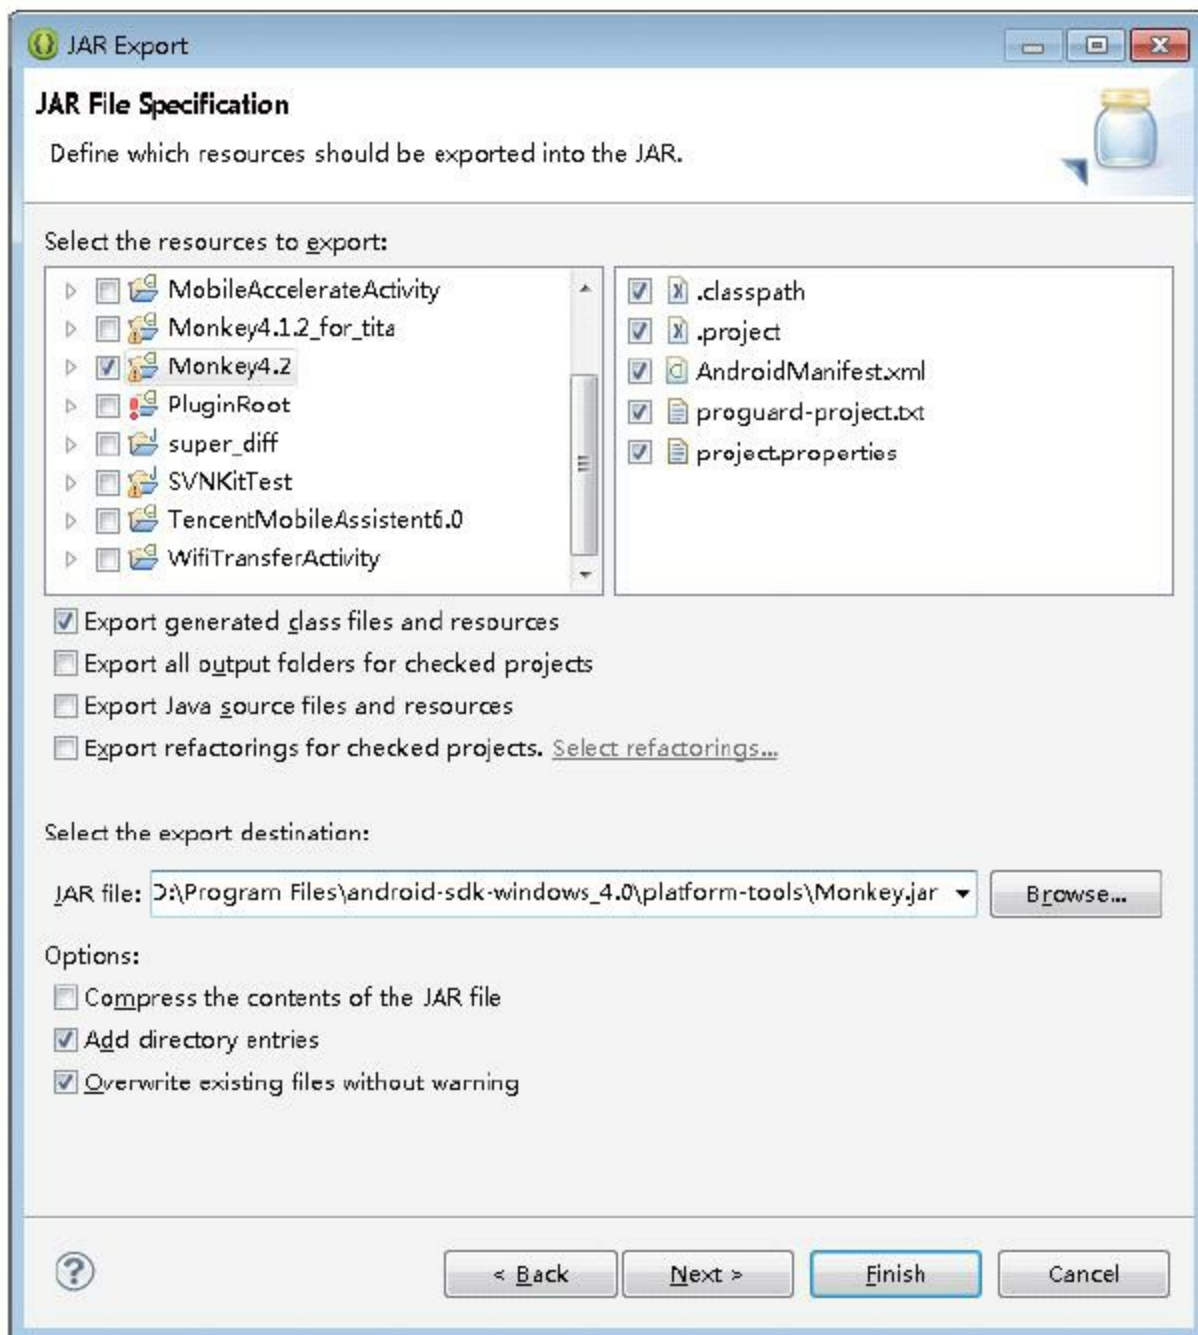 JAR Export
JAR File Specification
Define which resources should be exported into the JAR.
Select the resources to export:
MobileAccelerateActivity
Monkey4.1.2_for_tita
Monkey4.2
PluginRoot
super_diff
SVNKitTest
TencentMobileAssistent6.0
WifiTransferActivity
.classpath
.project
AndroidManifest.xml
proguard-project.txt
project.properties
Export generated class files and resources
Export all output folders for checked projects
Export Java source files and resources
Export refactorings for checked projects. Select refactorings...
Select the export destination:
JAR file: D:\Program Files\android-sdk-windows_4.0\platform-tools\Monkey.jar Browse...
Options:
Compress the contents of the JAR file
Add directory entries
Overwrite existing files without warning
? < Back Next > Finish Cancel